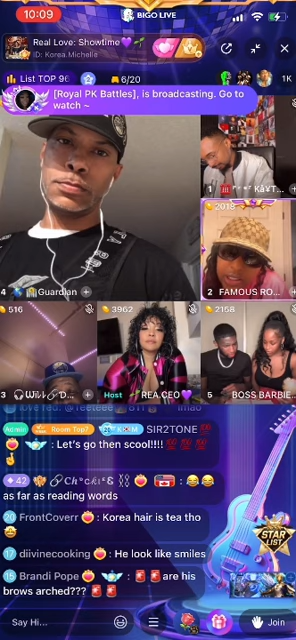 10:09
BIGO LIVE
Real Love: Showtime💜🌱
ID: Korea.Michelle
List TOP 96
6/20
1K
[Royal PK Battles], is broadcasting. Go to
watch ~
4 Guardian
1
2018
2 FAMOUS RO...
516
3
3962
Host REA CEO
2158
5 BOSS BARBIE...
Admin Room Top7 SIR2TONE
: Let's go then scool!!!!
42 : 😂😂
as far as reading words
20 FrontCoverr : Korea hair is tea tho
🤩
17 diivinecooking : He look like smiles
15 Brandi Pope : 🚨🚨are his
brows arched??? 🚨🚨
STAR
LIST
Say Hi...
Join